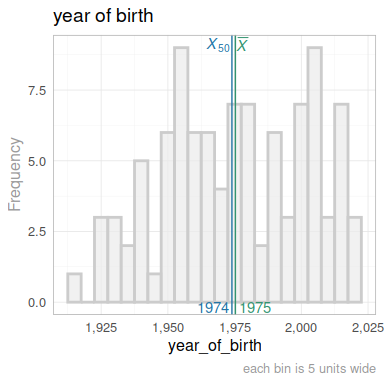 year of birth
X50 X̅
7.5
5.0
2.5
0.0
Frequency
1974 1975
1,925 1,950 1,975 2,000 2,025
year_of_birth
each bin is 5 units wide